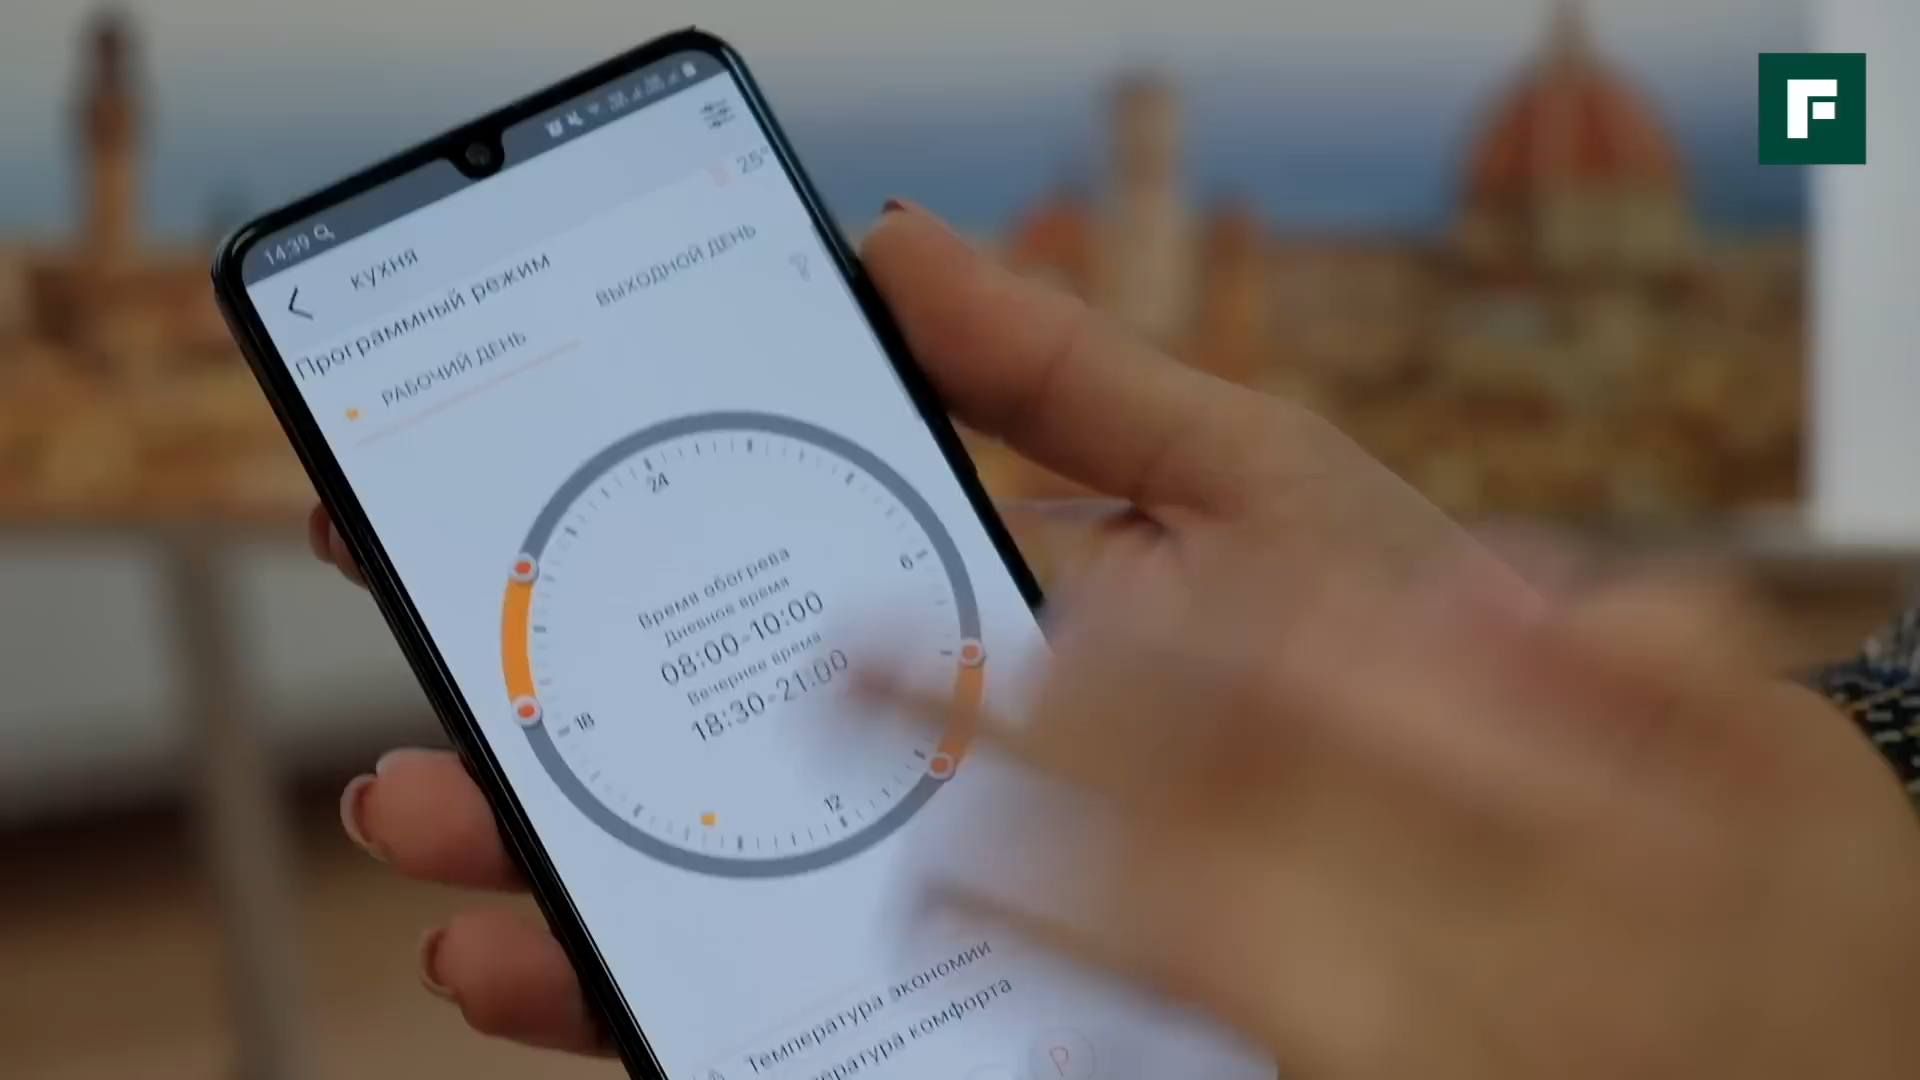 14:39
25°
кухня
Программный режим
РАБОЧИЙ ДЕНЬ
ВЫХОДНОЙ ДЕНЬ
?
24
6
12
18
Время обогрева
Дневное время
08:00-10:00
Вечернее время
18:30-21:00
Температура экономии
комфорта
P
F